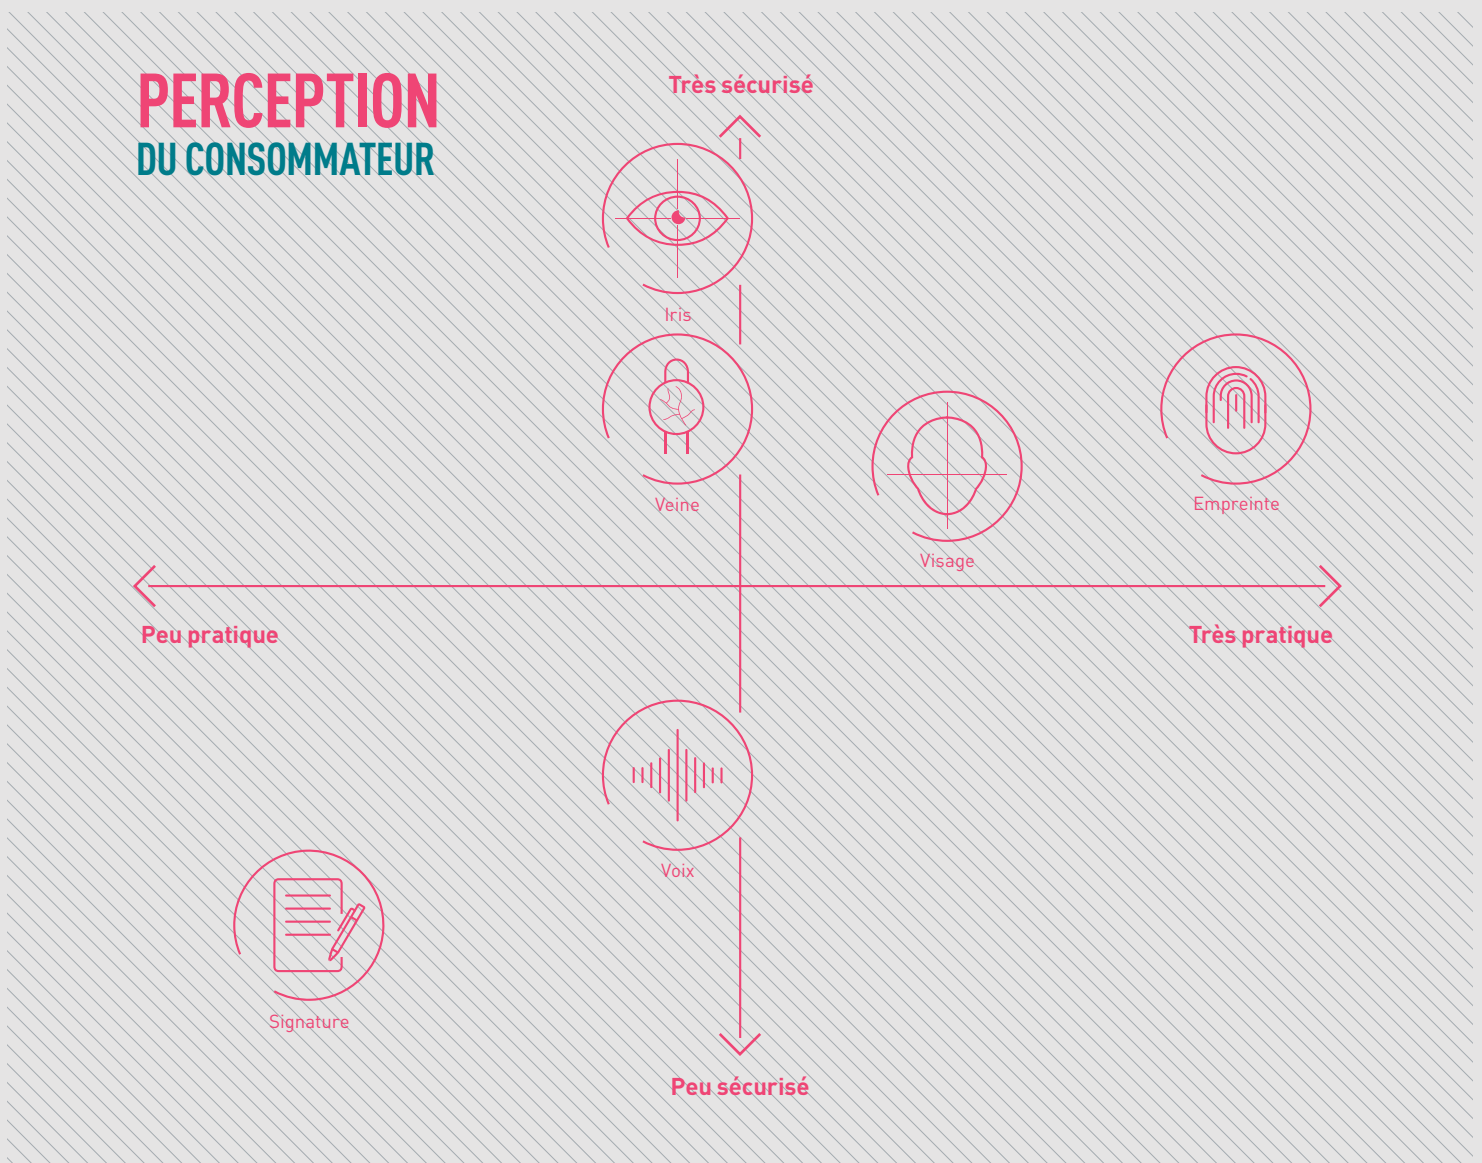 PERCEPTION
DU CONSOMMATEUR
Très sécurisé
Iris
Veine
Empreinte
Visage
Peu pratique
Très pratique
Voix
Signature
Peu sécurisé